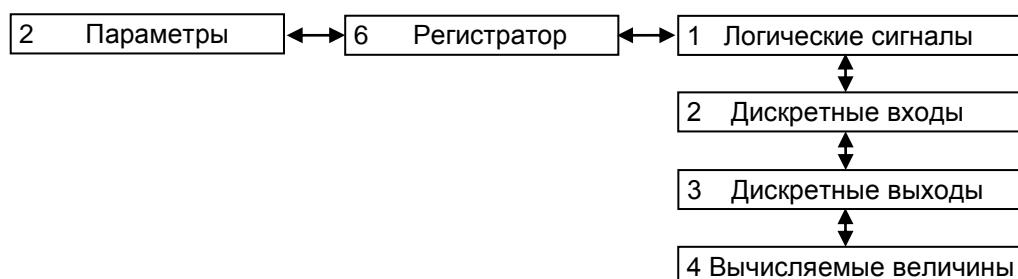 2 Параметры
6 Регистратор
1 Логические сигналы
2 Дискретные входы
3 Дискретные выходы
4 Вычисляемые величины